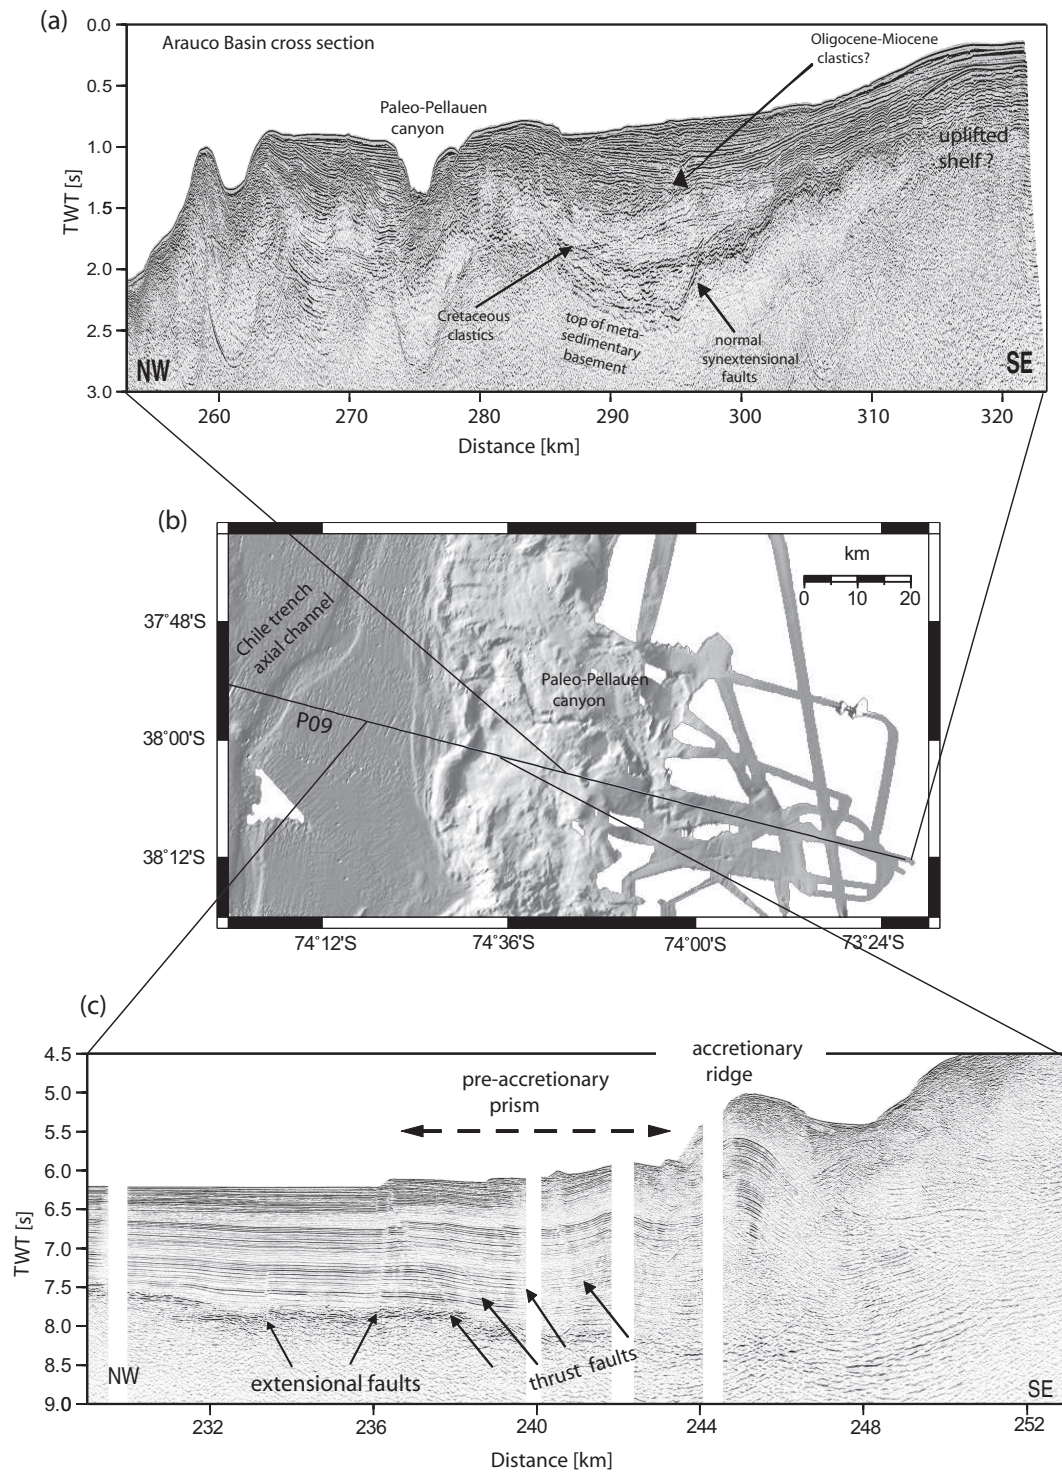 (a)
Arauco Basin cross section
Oligocene-Miocene
clastics?
Paleo-Pellauen
canyon
uplifted
shelf ?
Cretaceous
clastics
top of meta-
sedimentary
basement
normal
synextensional
faults
NW
SE
TWT [s]
0.0
0.5
1.0
1.5
2.0
2.5
3.0
260
270
280
290
300
310
320
Distance [km]
(b)
km
0
10
20
Chile trench
axial channel
Paleo-Pellauen
canyon
P09
37°48'S
38°00'S
38°12'S
74°12'S
74°36'S
74°00'S
73°24'S
(c)
accretionary
ridge
pre-accretionary
prism
extensional faults
thrust faults
NW
SE
TWT [s]
4.5
5.0
5.5
6.0
6.5
7.0
7.5
8.0
8.5
9.0
232
236
240
244
248
252
Distance [km]